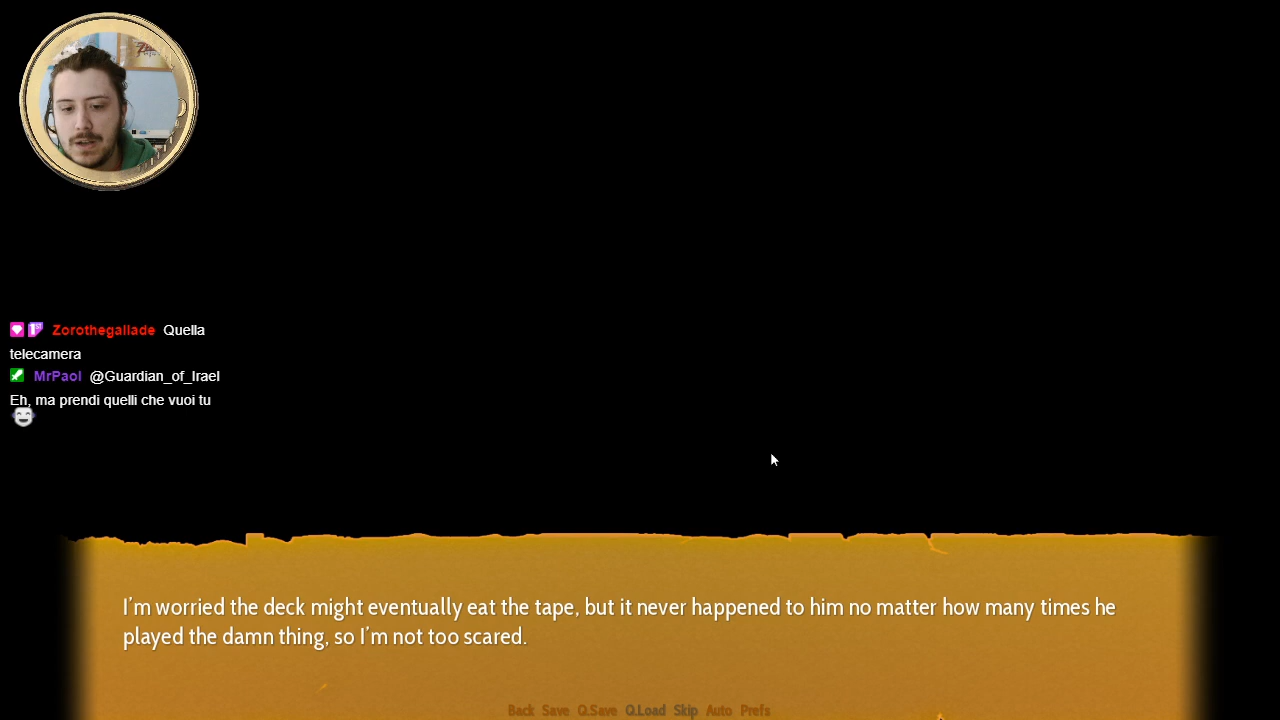 Zorothegallade Quella
telecamera
MrPaol @Guardian_of_Irael
Eh, ma prendi quelli che vuoi tu
I'm worried the deck might eventually eat the tape, but it never happened to him no matter how many times he
played the damn thing, so I'm not too scared.
Back Save Q.Save Q.Load Skip Auto Prefs